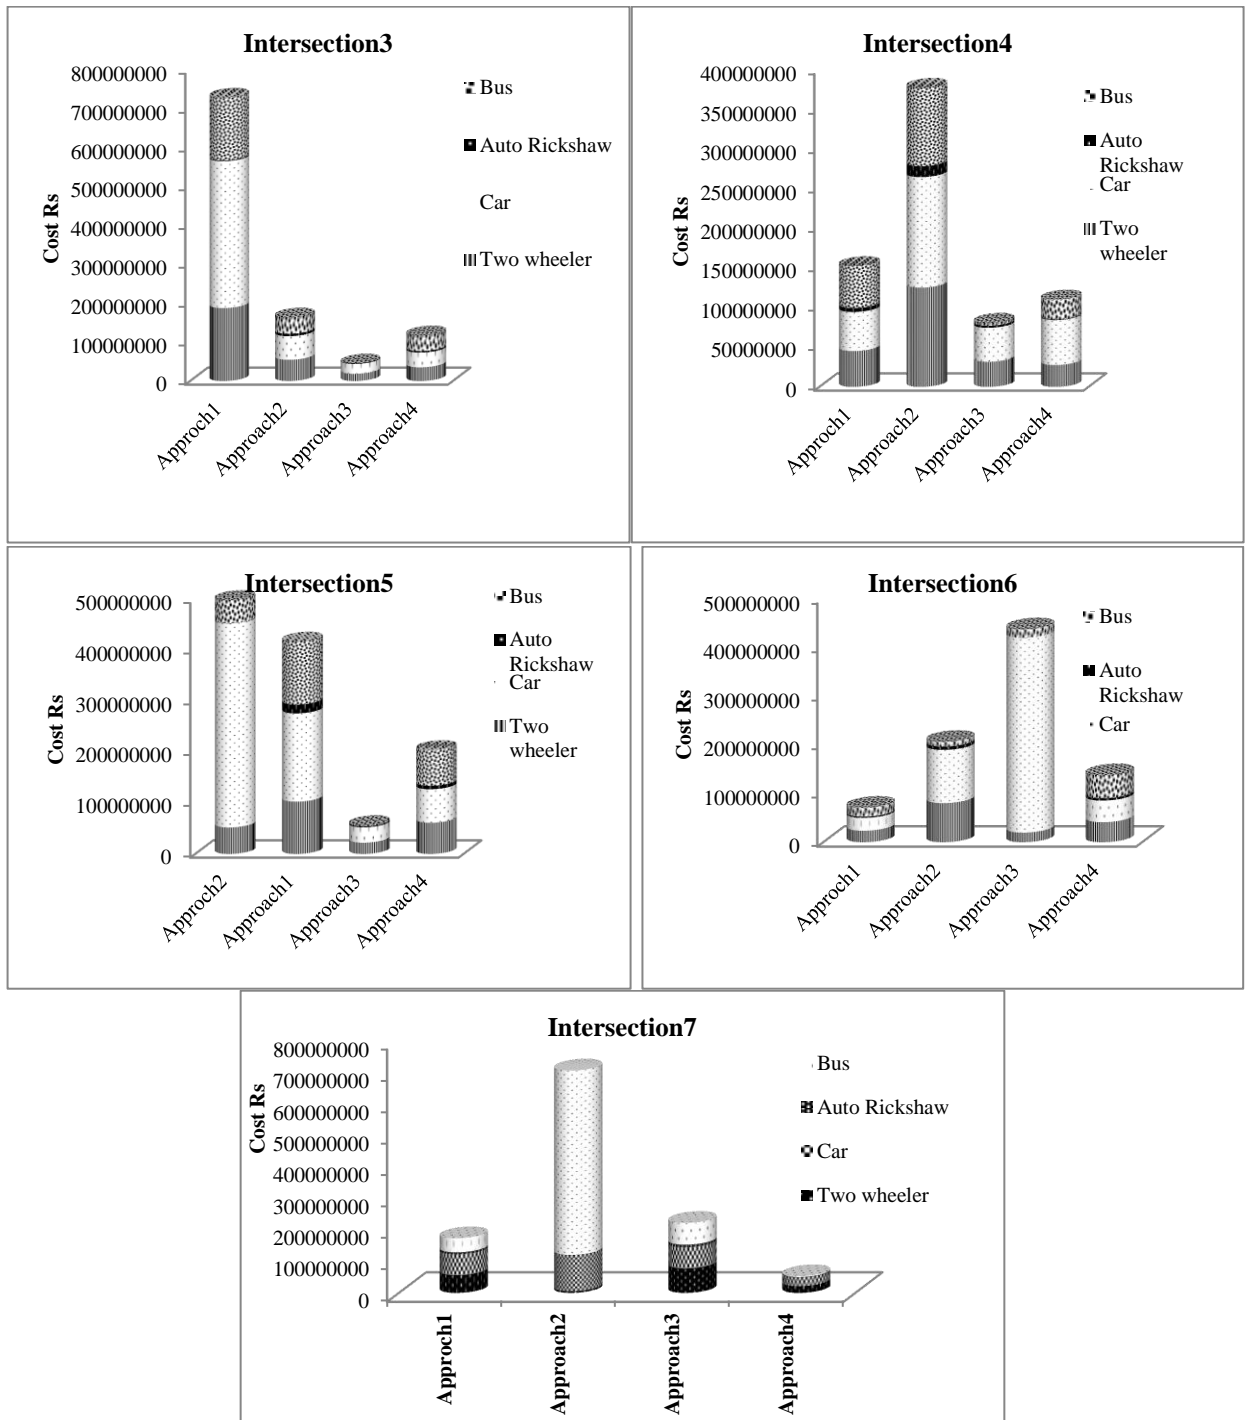 Intersection3
800000000
700000000
600000000
500000000
400000000
300000000
200000000
100000000
0
Cost Rs
Approch1
Approach2
Approach3
Approach4
Bus
Auto Rickshaw
Car
Two wheeler
Intersection4
400000000
350000000
300000000
250000000
200000000
150000000
100000000
50000000
0
Cost Rs
Approch1
Approach2
Approach3
Approach4
Bus
Auto
Rickshaw
Car
Two
wheeler
Intersection5
500000000
400000000
300000000
200000000
100000000
0
Cost Rs
Approch2
Approach1
Approach3
Approach4
Bus
Auto
Rickshaw
Car
Two
wheeler
Intersection6
500000000
400000000
300000000
200000000
100000000
0
Cost Rs
Approch1
Approach2
Approach3
Approach4
Bus
Auto
Rickshaw
Car
Intersection7
800000000
700000000
600000000
500000000
400000000
300000000
200000000
100000000
0
Cost Rs
Approch1
Approach2
Approach3
Approach4
Bus
Auto Rickshaw
Car
Two wheeler